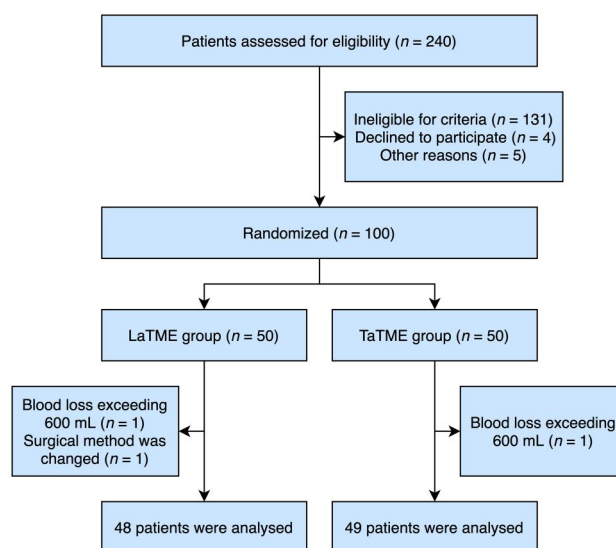 Patients assessed for eligibility (n = 240)
Ineligible for criteria (n = 131)
Declined to participate (n = 4)
Other reasons (n = 5)
Randomized (n = 100)
LaTME group (n = 50)
TaTME group (n = 50)
Blood loss exceeding
600 mL (n = 1)
Surgical method was
changed (n = 1)
Blood loss exceeding
600 mL (n = 1)
48 patients were analysed
49 patients were analysed